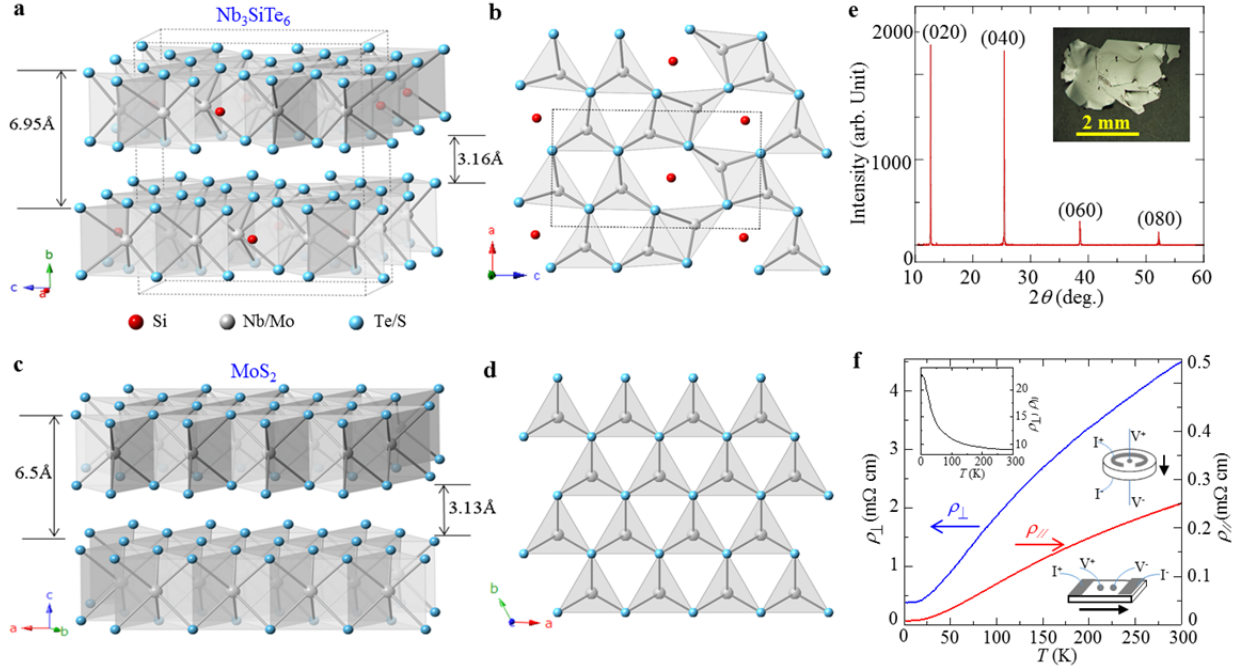 a
Nb₃SiTe₆
6.95Å
3.16Å
b
c
a
Si
Nb/Mo
Te/S
b
a
b
c
c
MoS₂
6.5Å
3.13Å
c
a
b
d
b
c
a
e
2000
1000
0
Intensity (arb. Unit)
(020)
(040)
(060)
(080)
2 mm
10 20 30 40 50 60
2θ (deg.)
f
4
3
2
1
0
ρ⊥ (mΩ cm)
0.5
0.4
0.3
0.2
0.1
0
ρ// (mΩ cm)
20
15
10
ρ⊥/ ρ//
0 100 200 300
T (K)
I⁺
V⁺
I⁻
V⁻
ρ⊥
ρ//
I⁺
V⁺
V⁻
I⁻
0 50 100 150 200 250 300
T (K)